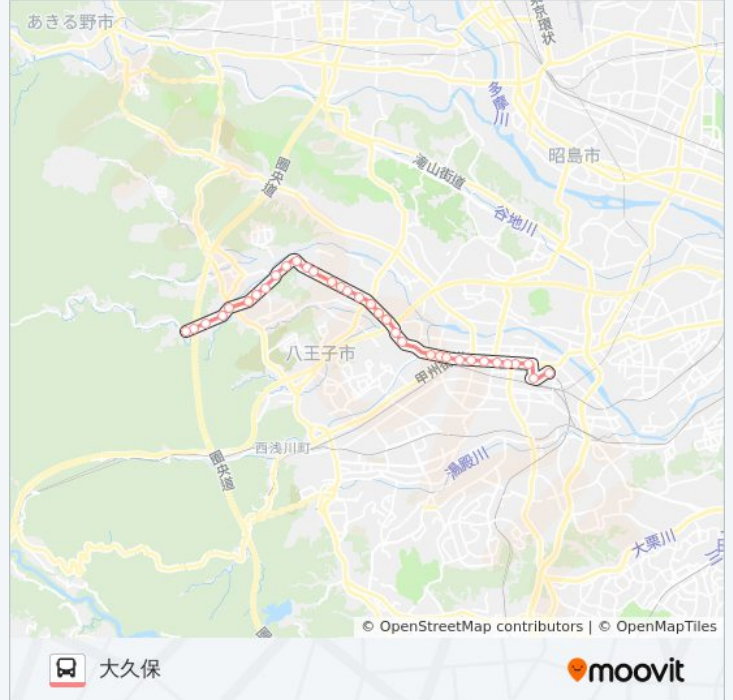 あきる野市
東京環状
多摩川
昭島市
圏央道
滝山街道
谷地川
八王子市
甲州街
西浅川町
圏央道
湯殿川
大栗川
© OpenStreetMap contributors | © OpenMapTiles
大久保
moovit